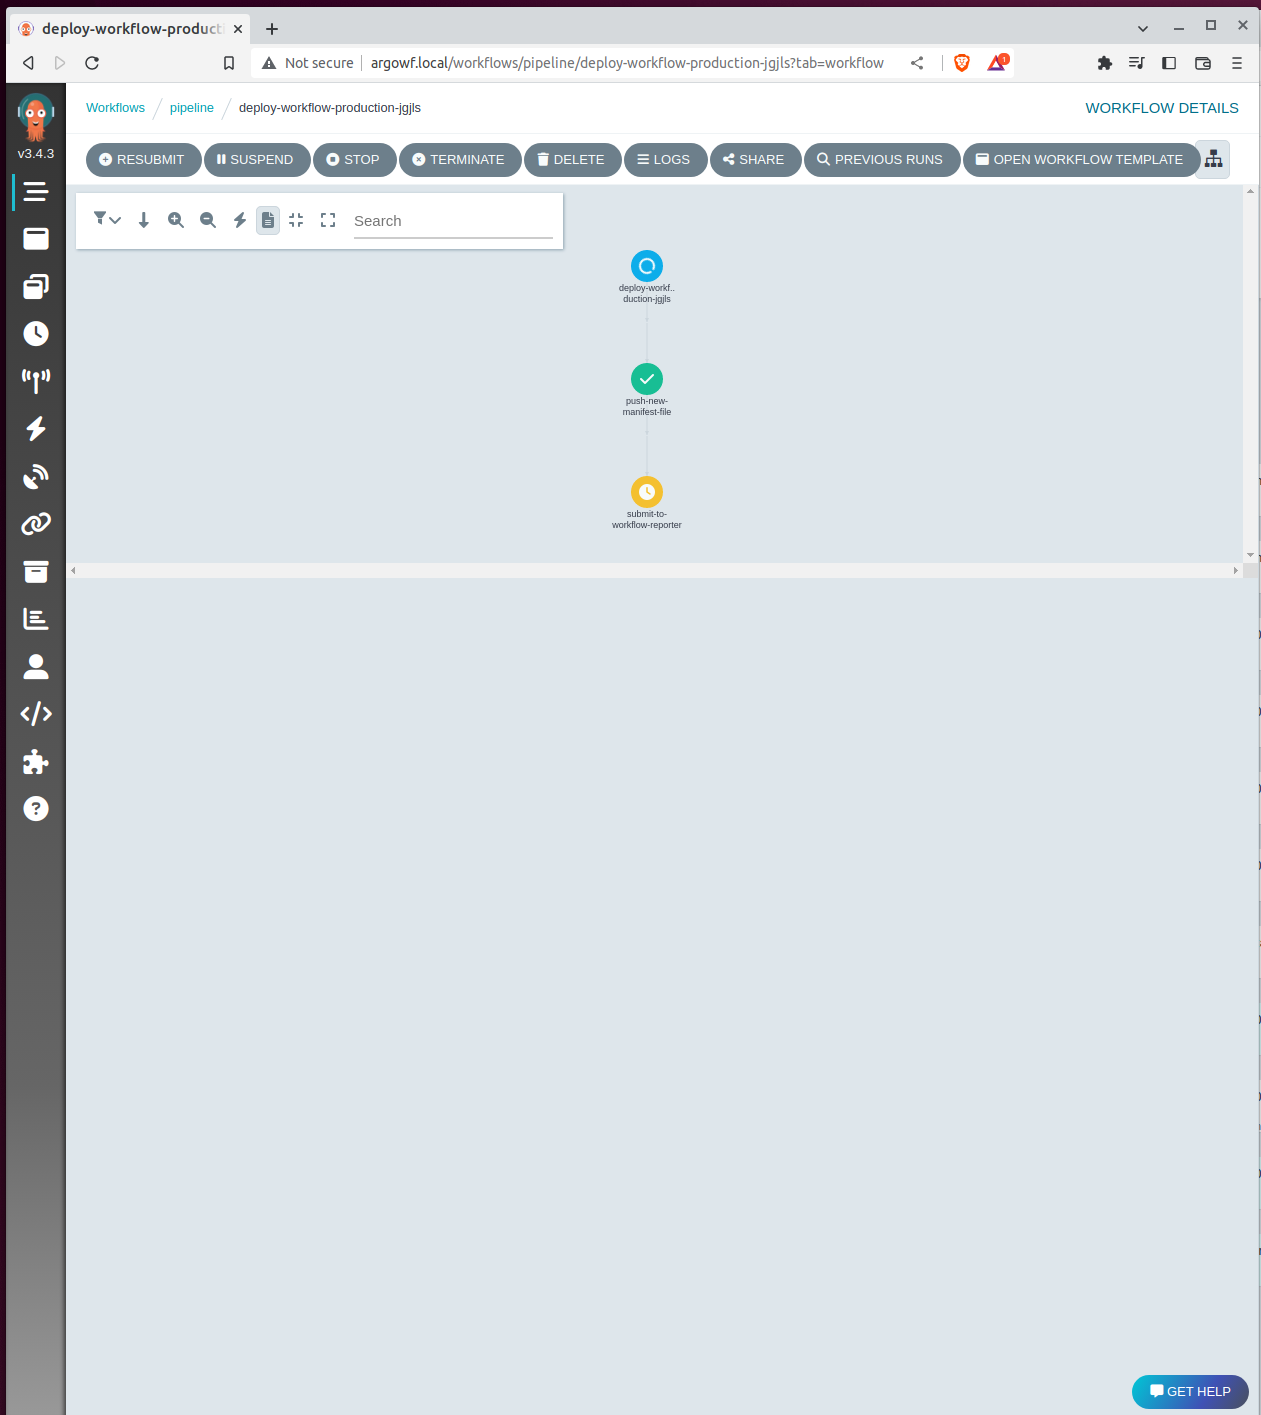 deploy-workflow-product
Not secure
argowf.local/workflows/pipeline/deploy-workflow-production-jgjls?tab=workflow
1
v3.4.3
Workflows / pipeline / deploy-workflow-production-jgjls
WORKFLOW DETAILS
RESUBMIT SUSPEND STOP TERMINATE DELETE LOGS SHARE PREVIOUS RUNS OPEN WORKFLOW TEMPLATE
Search
deploy-workf..
duction-jgjls
push-new-
manifest-file
submit-to-
workflow-reporter
GET HELP